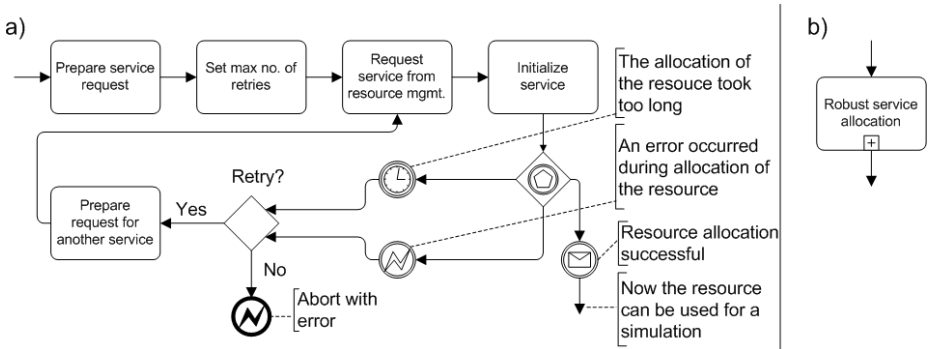 a)
Prepare service
request
Set max no. of
retries
Request
service from
resource mgmt.
Initialize
service
The allocation of
the resouce took
too long
An error occurred
during allocation of
the resource
Retry?
Prepare
request for
another service
Yes
No
Abort with
error
Resource allocation
successful
Now the resource
can be used for a
simulation
b)
Robust service
allocation
+